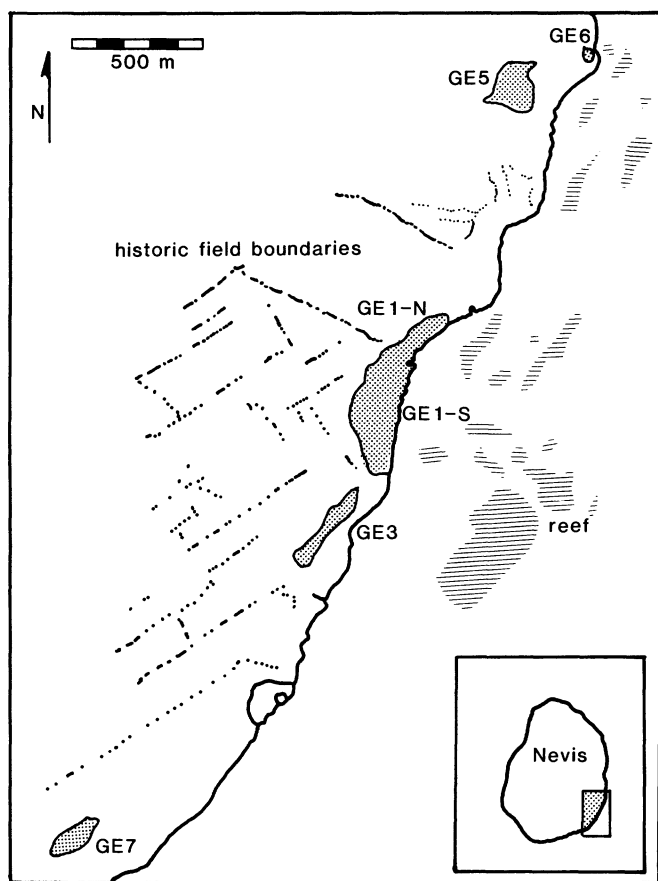 GE6
500 m
GE5
N
historic field boundaries
GE1-N
GE1-S
reef
GE3
Nevis
GE7